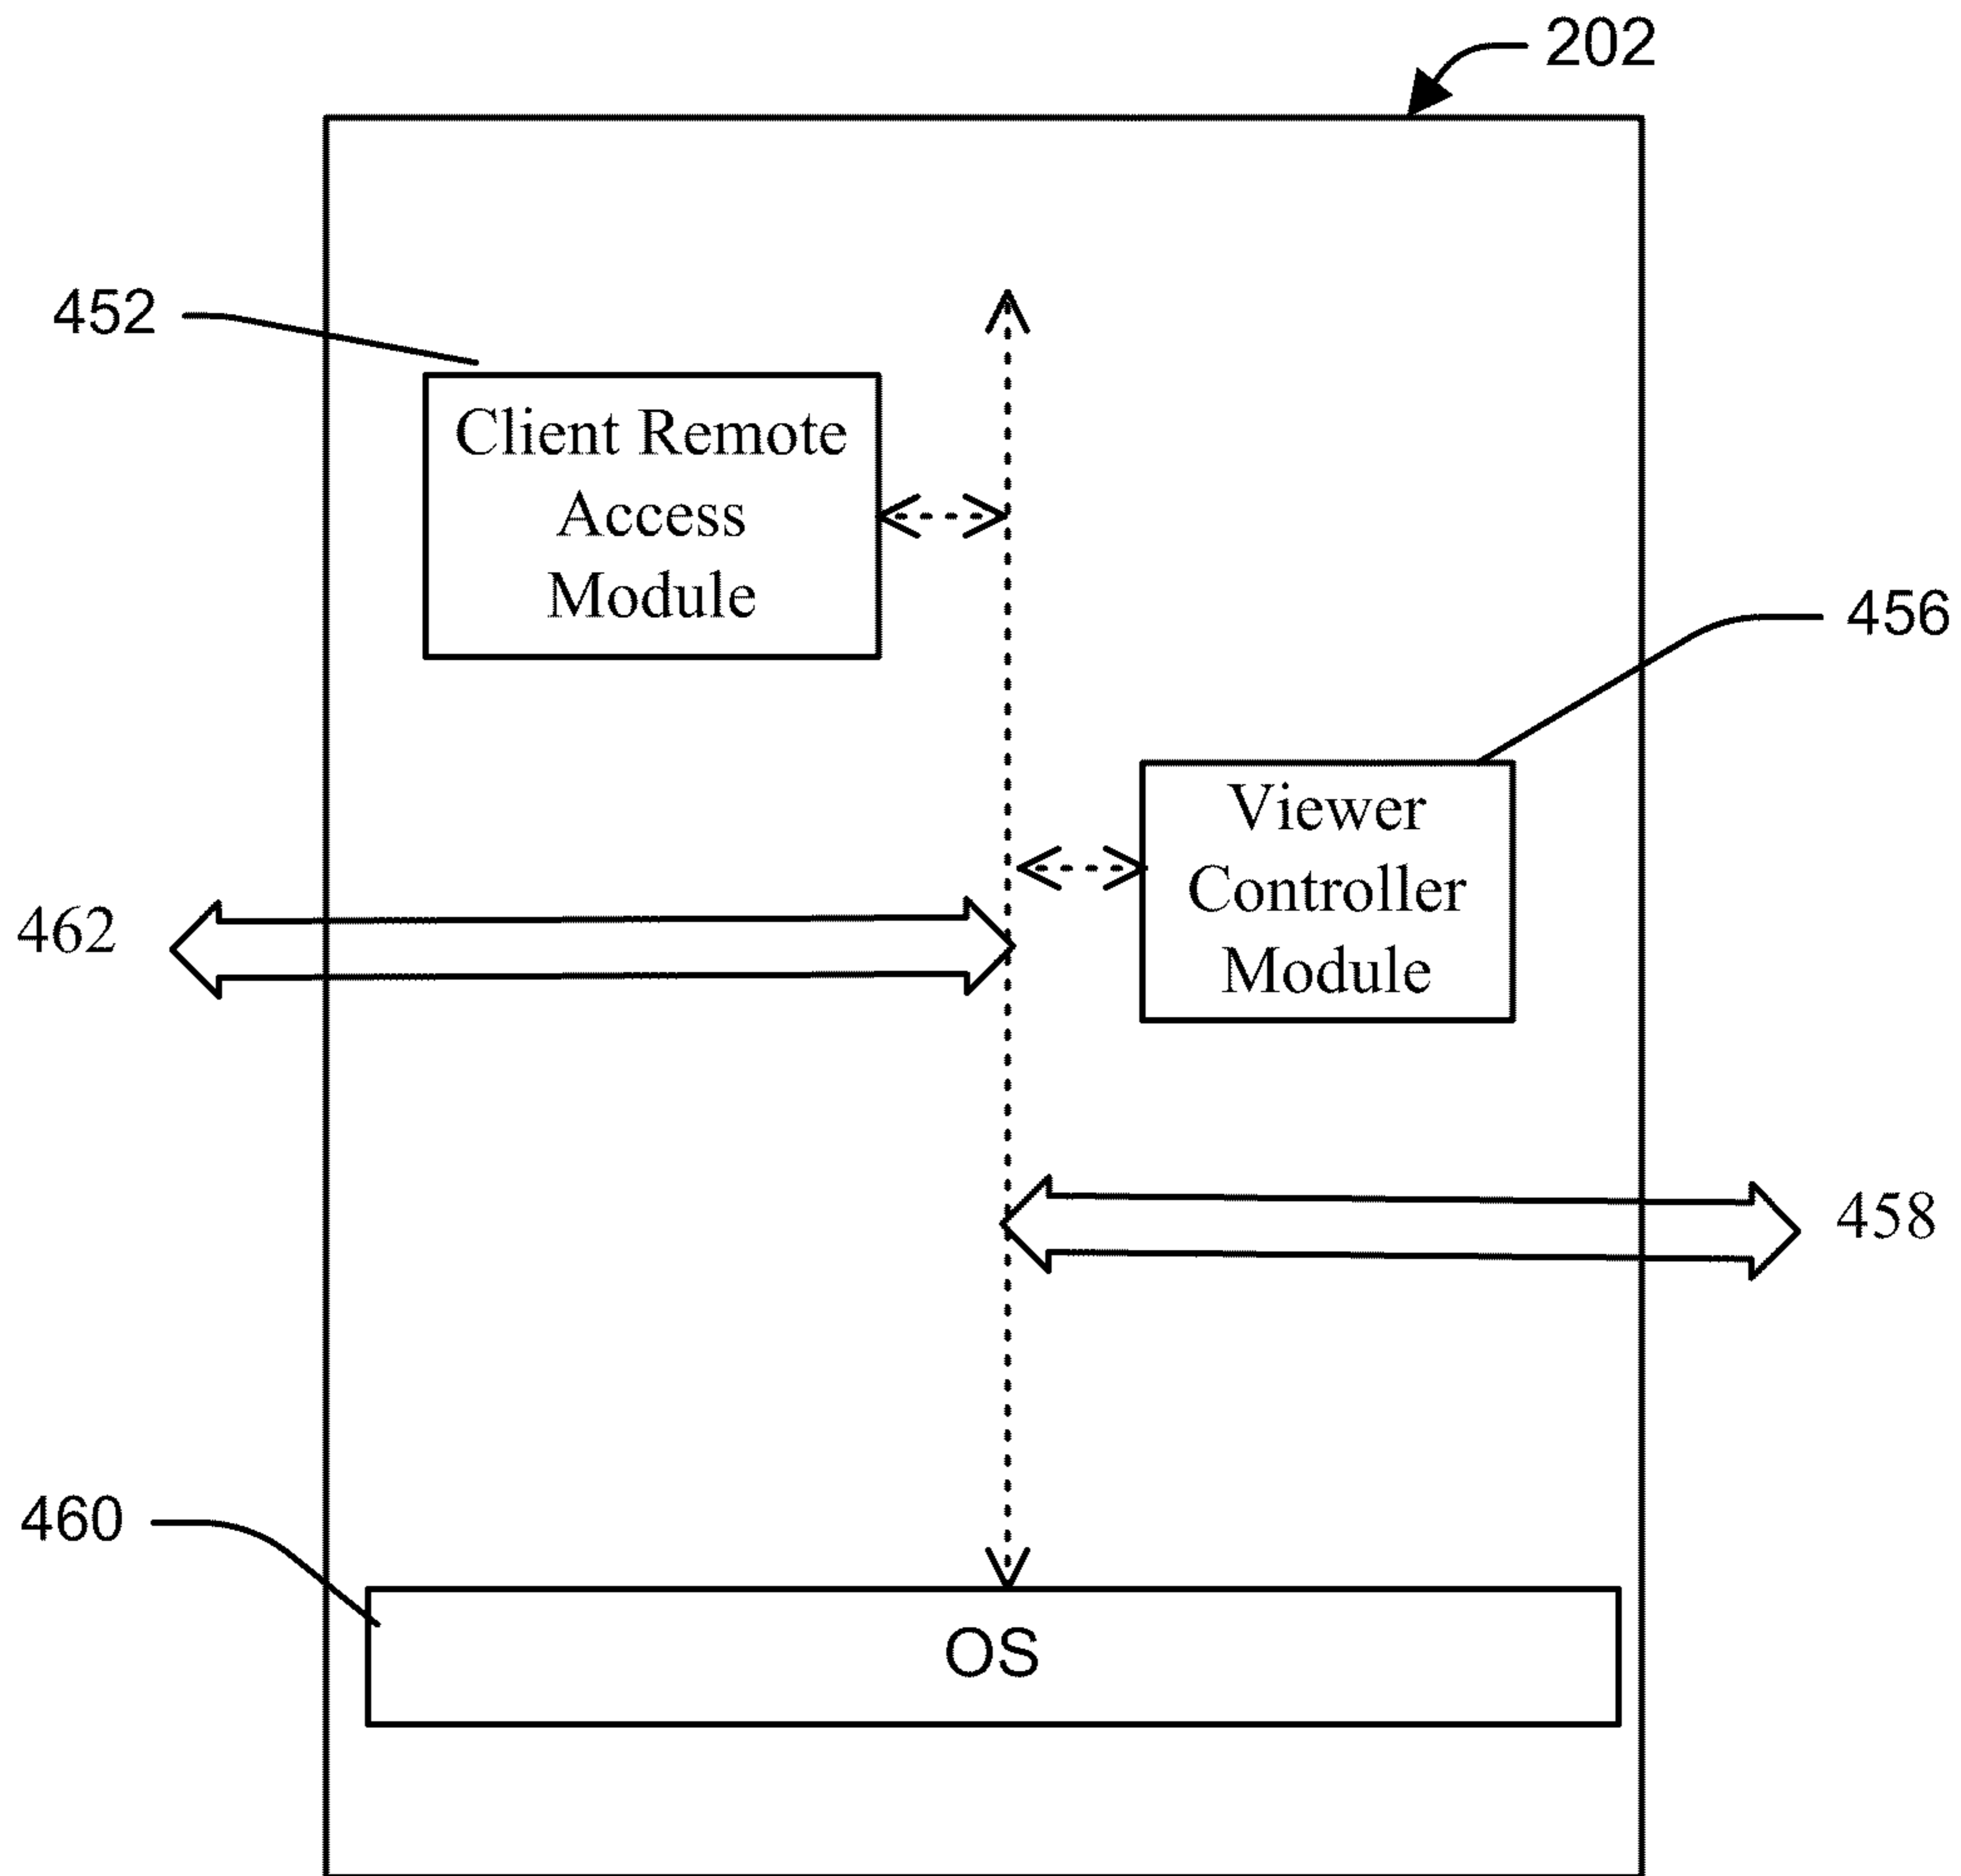 202
452
Client Remote
Access
Module
456
Viewer
Controller
Module
462
458
460
OS